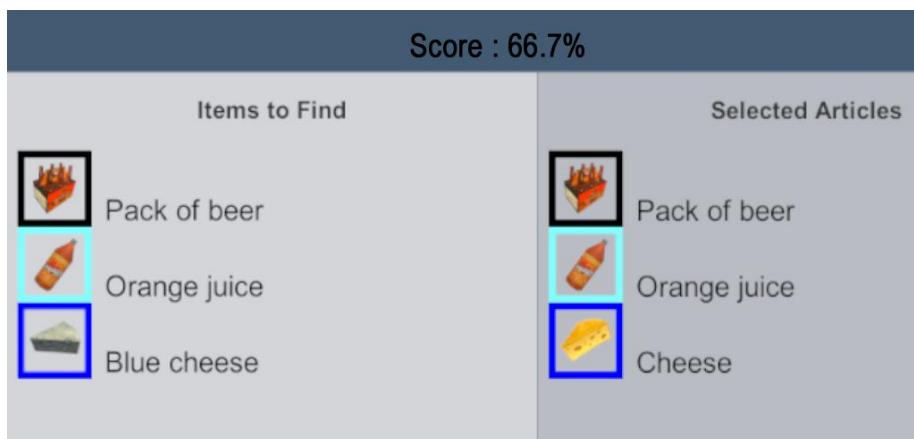 Score : 66.7%
Items to Find
Pack of beer
Orange juice
Blue cheese
Selected Articles
Pack of beer
Orange juice
Cheese